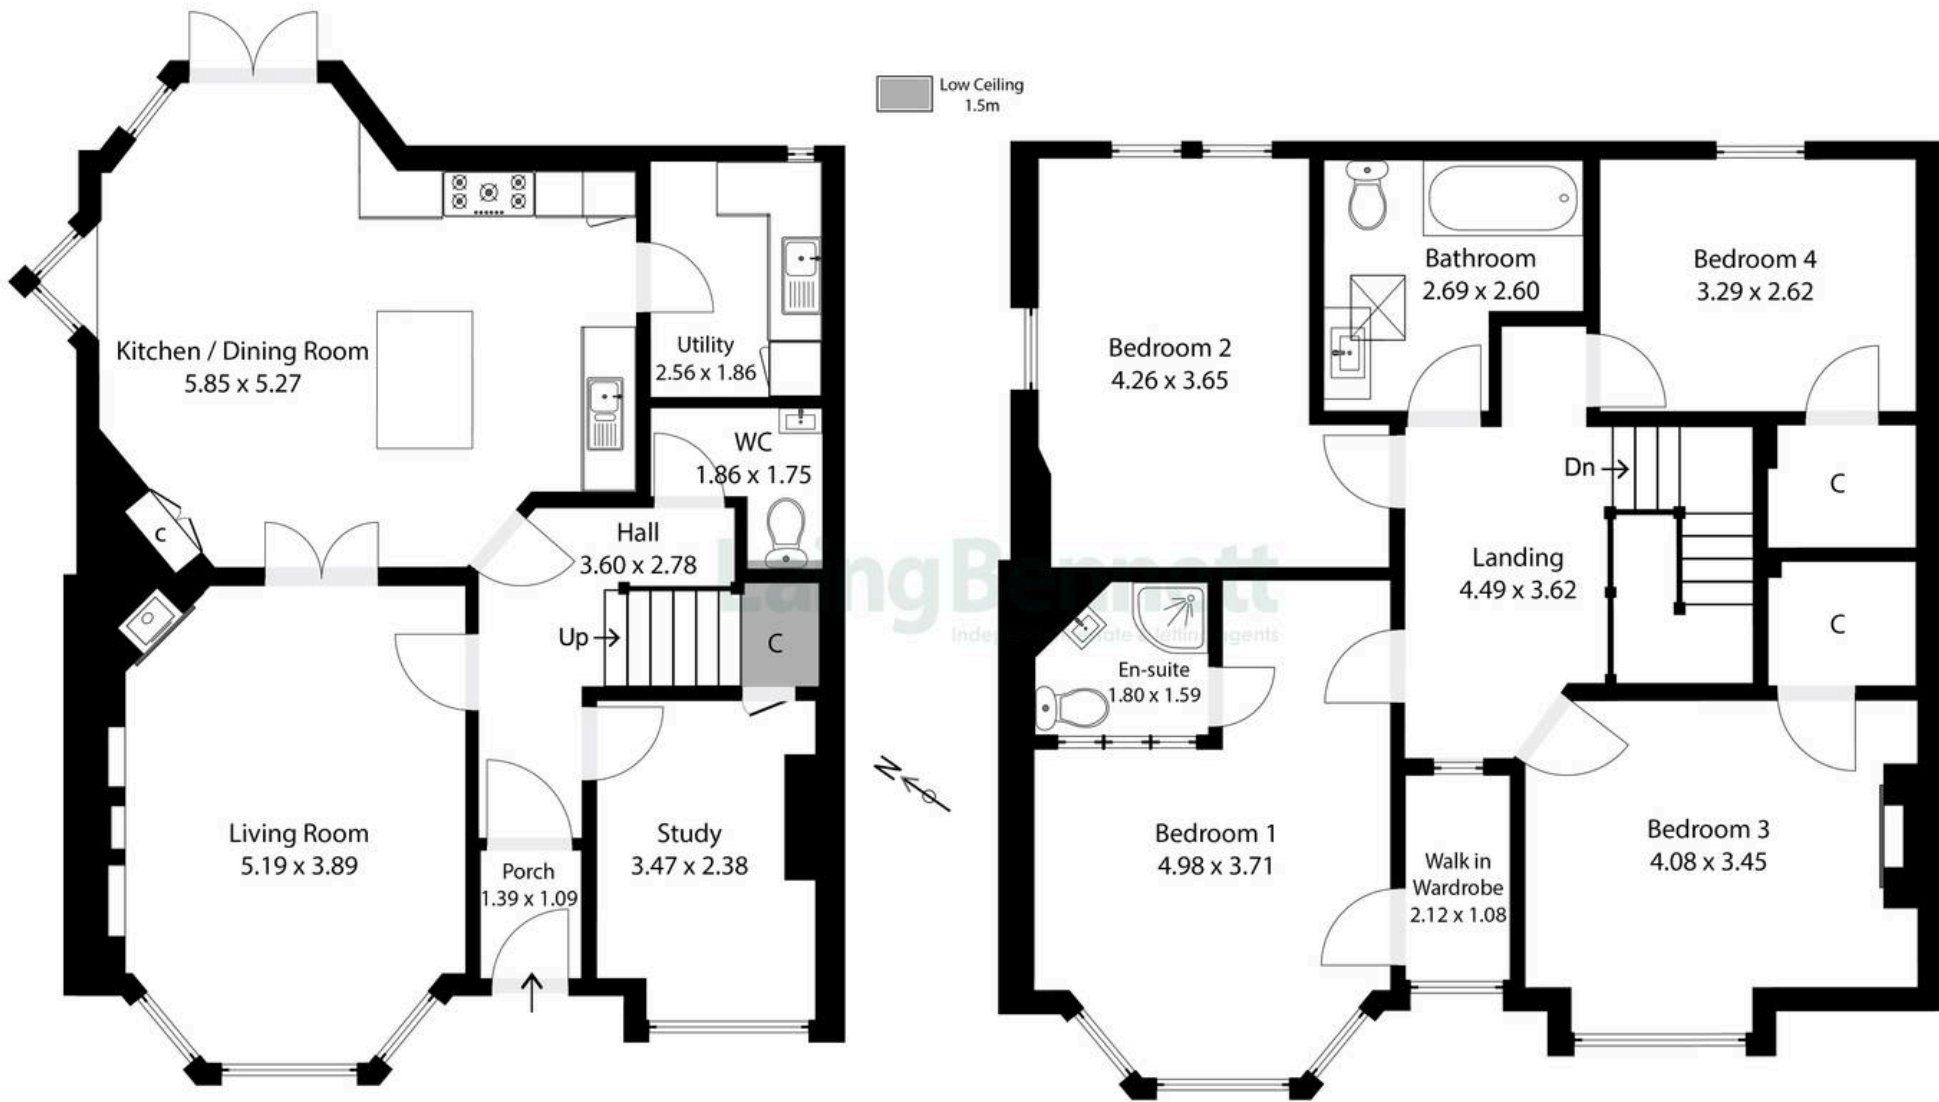 Low Ceiling
1.5m
Kitchen / Dining Room
5.85 x 5.27
Utility
2.56 x 1.86
WC
1.86 x 1.75
c
Hall
3.60 x 2.78
Up
C
Living Room
5.19 x 3.89
Study
3.47 x 2.38
Porch
1.39 x 1.09
N
Bedroom 2
4.26 x 3.65
Bathroom
2.69 x 2.60
Bedroom 4
3.29 x 2.62
Dn
C
Landing
4.49 x 3.62
C
En-suite
1.80 x 1.59
Bedroom 1
4.98 x 3.71
Walk in
Wardrobe
2.12 x 1.08
Bedroom 3
4.08 x 3.45
LaingBennett
estate & letting agents